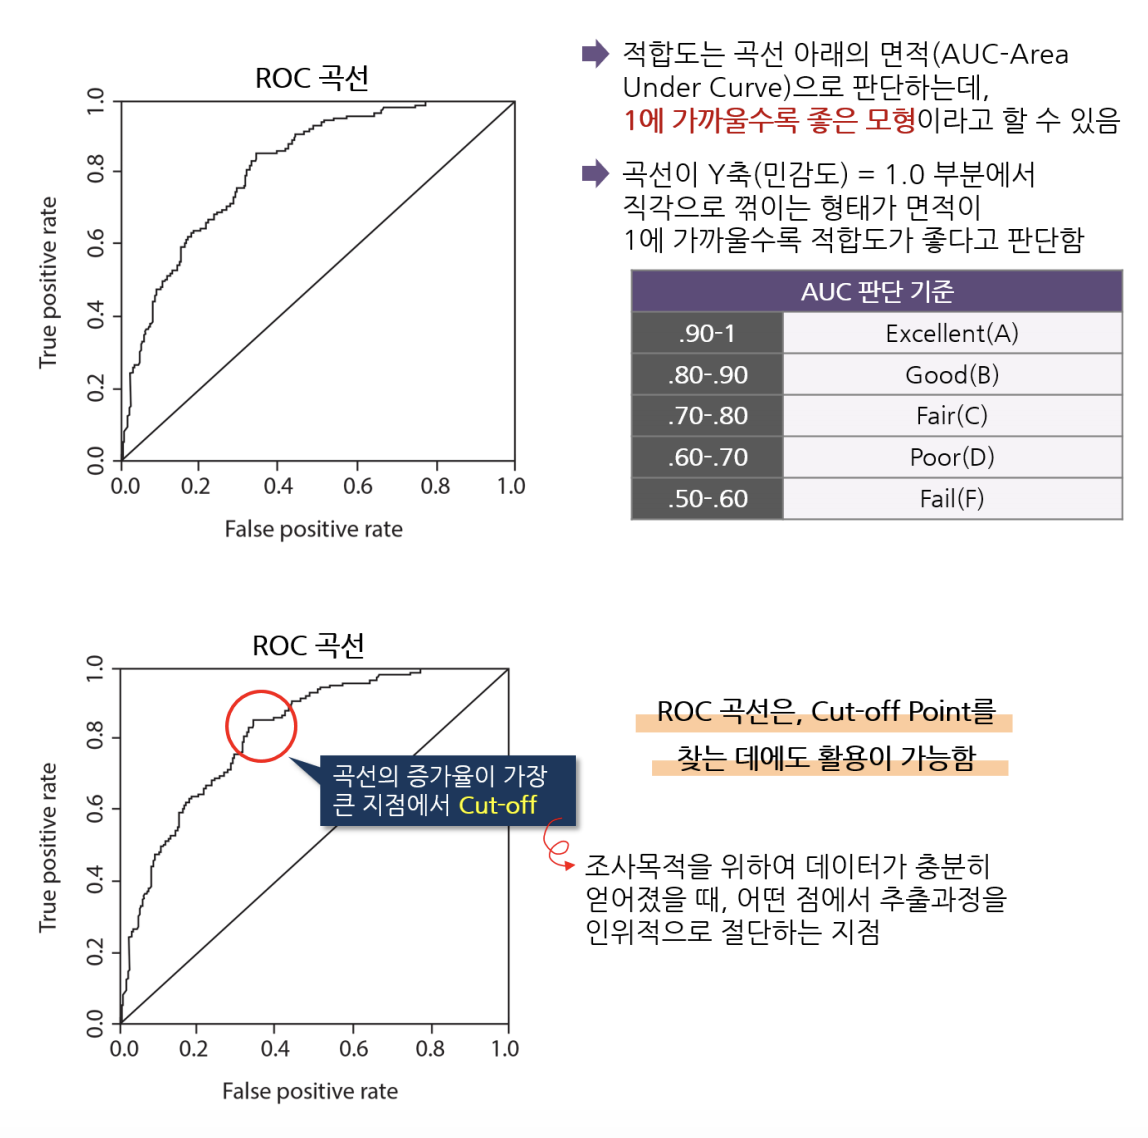 ROC 곡선
1.0
0.8
0.6
0.4
0.2
0.0
True positive rate
0.0 0.2 0.4 0.6 0.8 1.0
False positive rate
적합도는 곡선 아래의 면적(AUC-Area
Under Curve)으로 판단하는데,
1에 가까울수록 좋은 모형이라고 할 수 있음
곡선이 Y축(민감도) = 1.0 부분에서
직각으로 꺾이는 형태가 면적이
1에 가까울수록 적합도가 좋다고 판단함
AUC 판단 기준
.90-1 Excellent(A)
.80-.90 Good(B)
.70-.80 Fair(C)
.60-.70 Poor(D)
.50-.60 Fail(F)
ROC 곡선
1.0
0.8
0.6
0.4
0.2
0.0
True positive rate
0.0 0.2 0.4 0.6 0.8 1.0
False positive rate
곡선의 증가율이 가장
큰 지점에서 Cut-off
ROC 곡선은, Cut-off Point를
찾는 데에도 활용이 가능함
조사목적을 위하여 데이터가 충분히
얻어졌을 때, 어떤 점에서 추출과정을
인위적으로 절단하는 지점